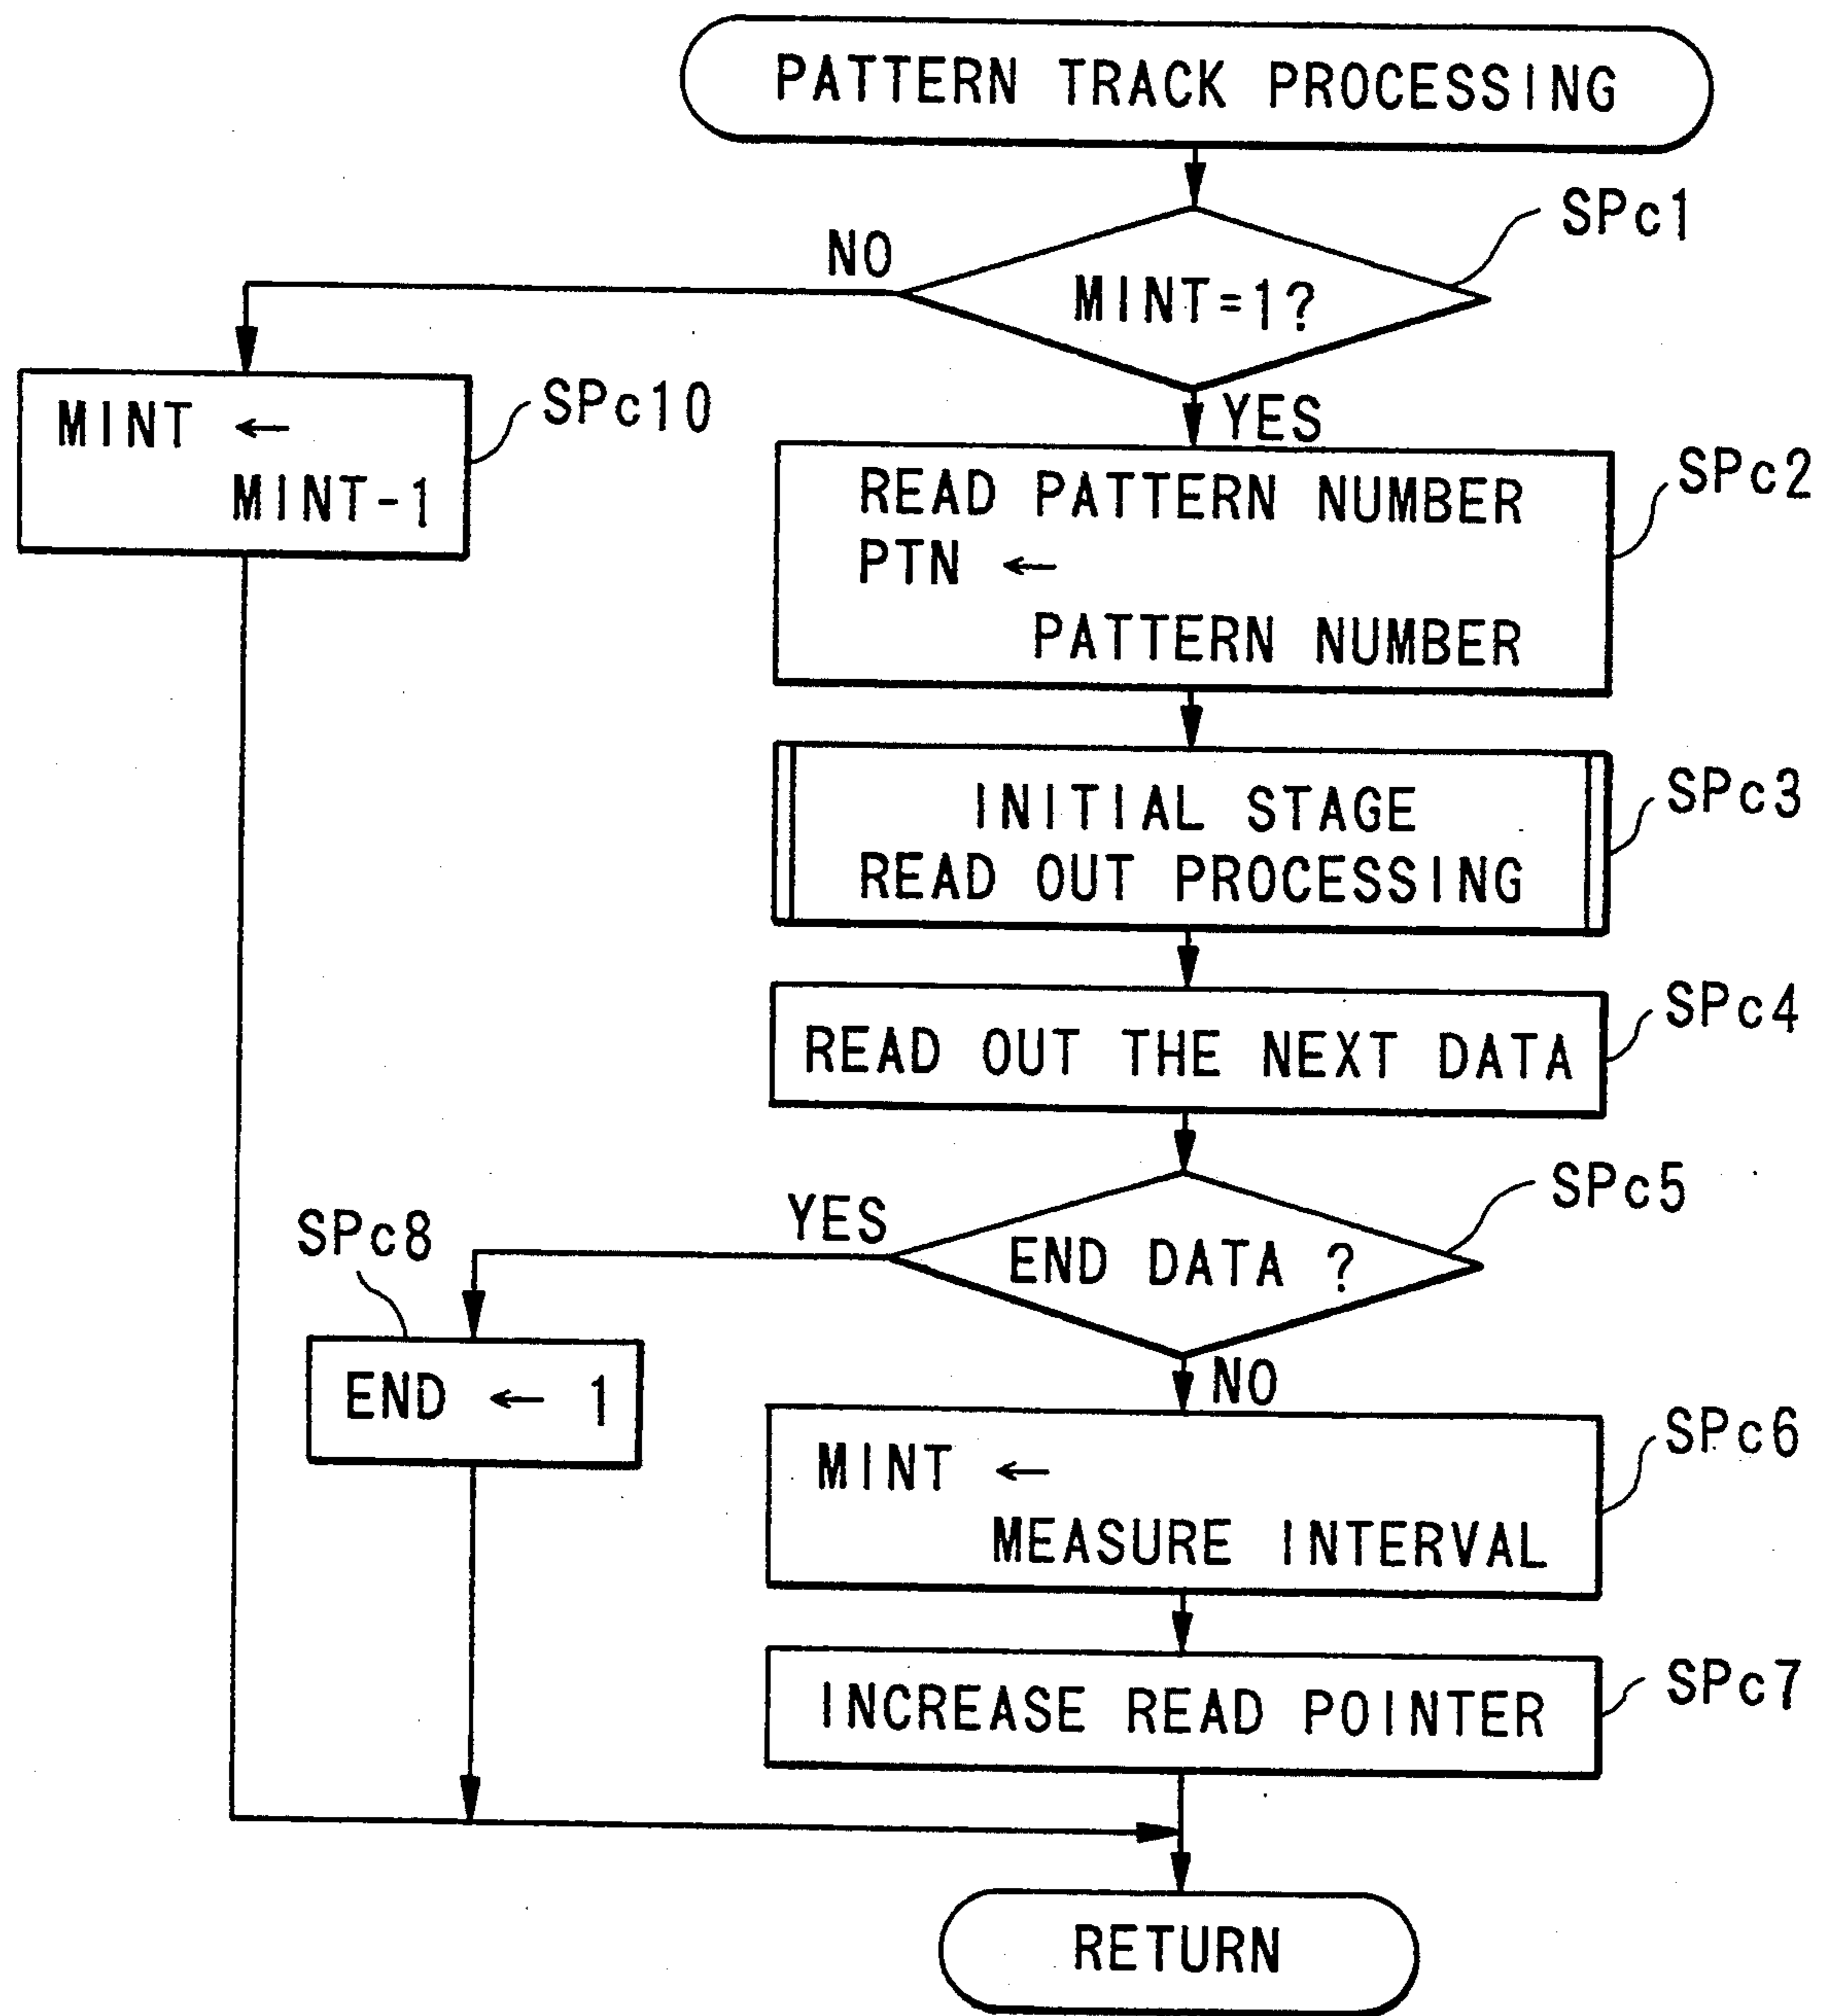 PATTERN TRACK PROCESSING
SPc1
NO
MINT=1?
YES
SPc10
MINT ←
MINT-1
SPc2
READ PATTERN NUMBER
PTN ←
PATTERN NUMBER
SPc3
INITIAL STAGE
READ OUT PROCESSING
SPc4
READ OUT THE NEXT DATA
SPc5
YES
END DATA ?
NO
SPc8
END ← 1
SPc6
MINT ←
MEASURE INTERVAL
SPc7
INCREASE READ POINTER
RETURN